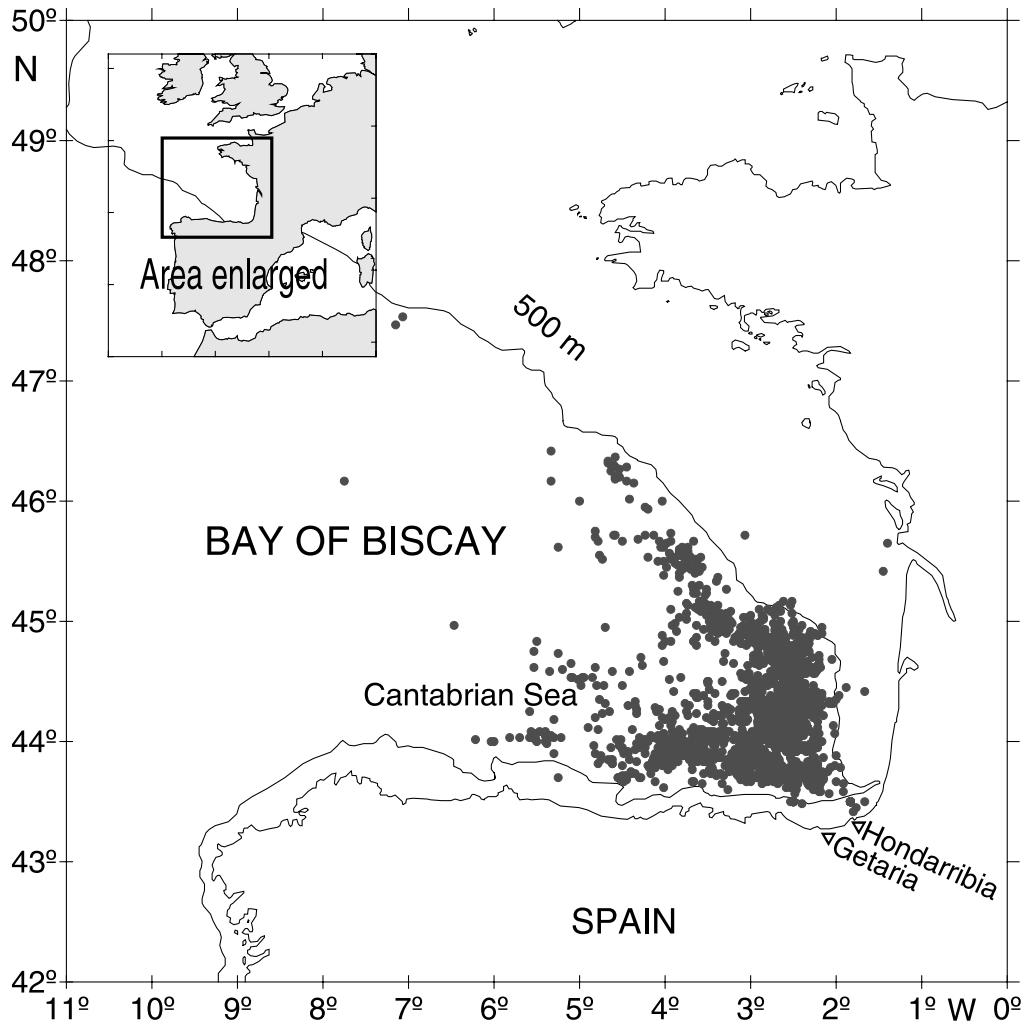 50º
N
49º
48º
47º
46º
45º
44º
43º
42º
Area enlarged
500 m
BAY OF BISCAY
Cantabrian Sea
Hondarribia
Getaria
SPAIN
11º 10º 9º 8º 7º 6º 5º 4º 3º 2º 1º W 0º